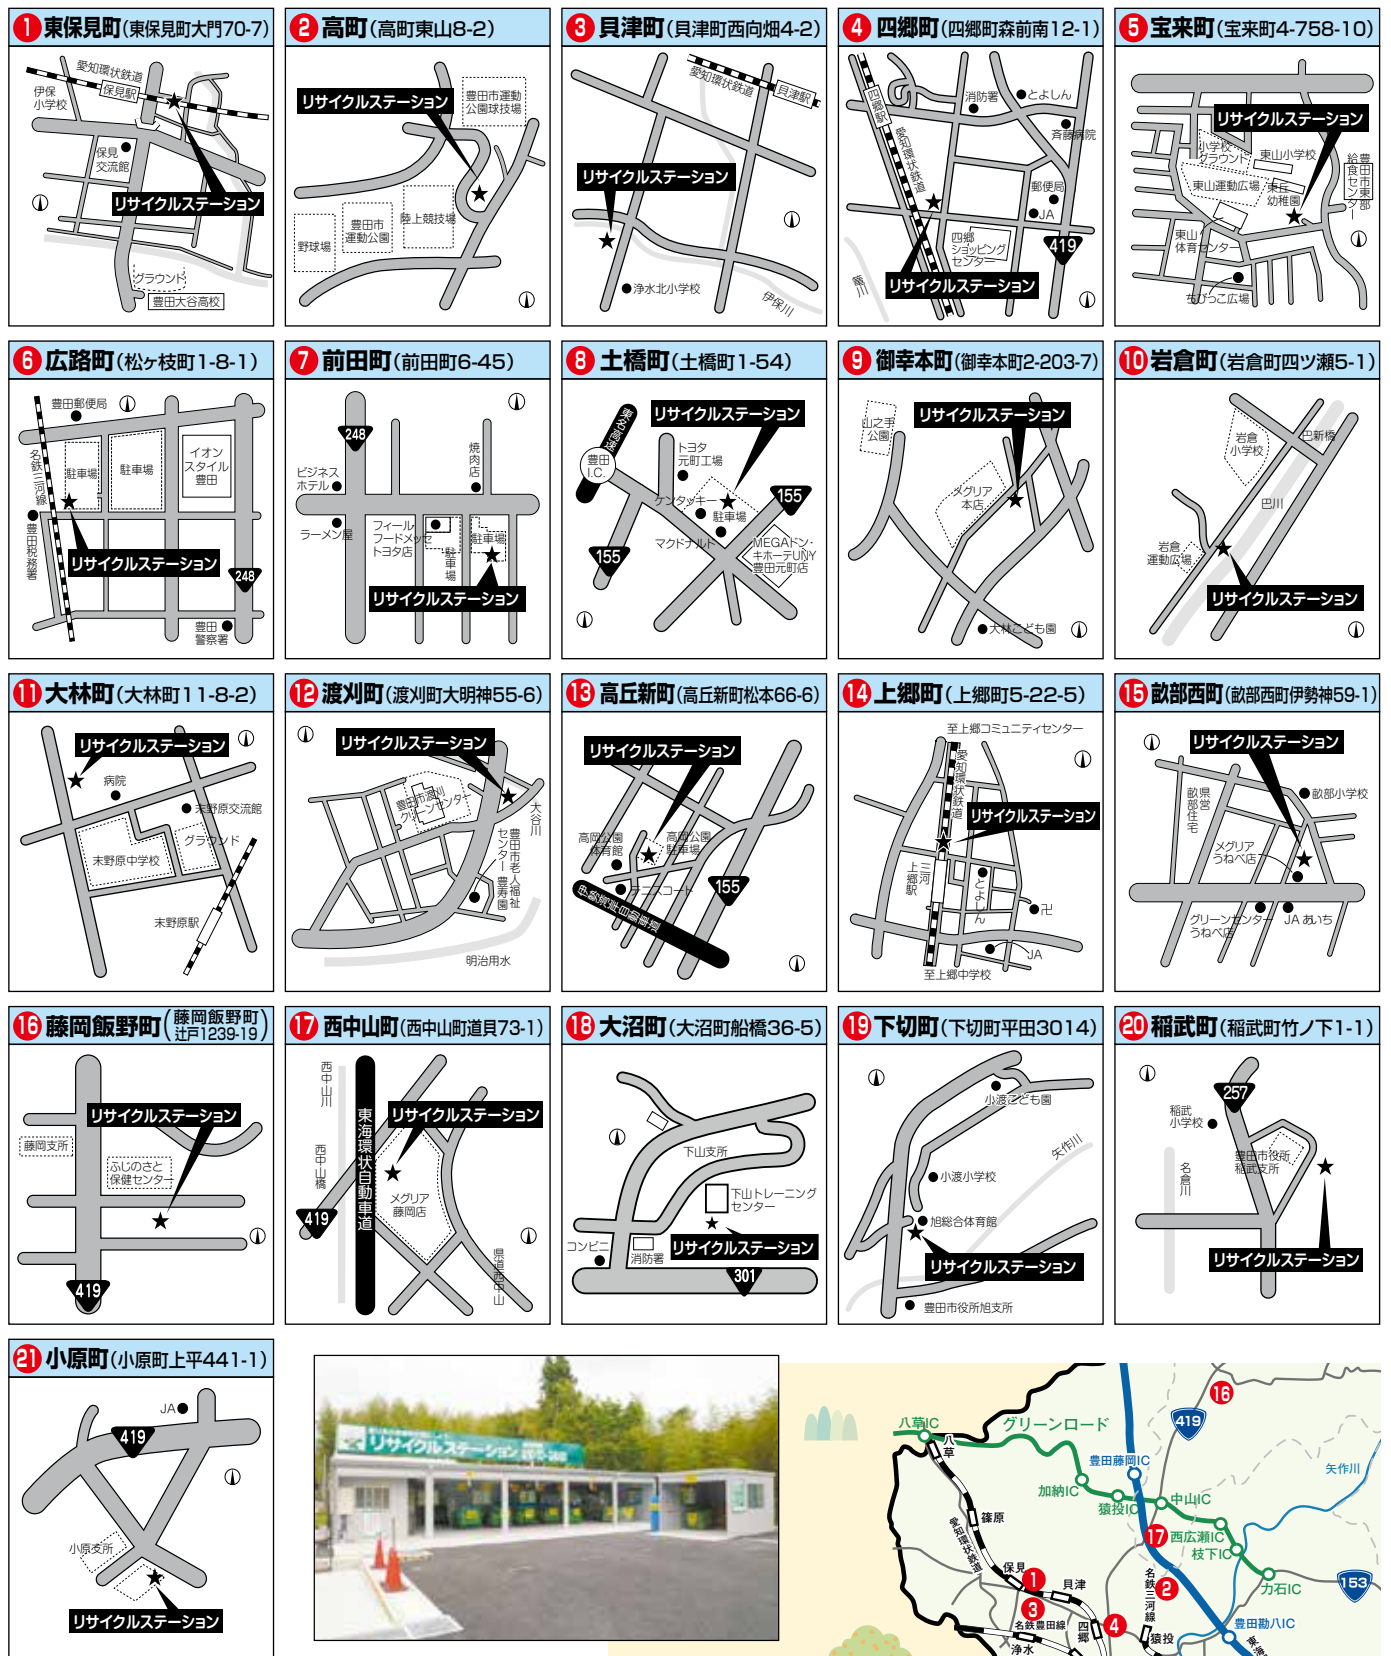 1 東保見町(東保見町大門70-7)
愛知環状鉄道
保見駅
伊保
小学校
保見
交流館
リサイクルステーション
グラウンド
豊田大谷高校
2 高町(高町東山8-2)
リサイクルステーション
豊田市運動
公園球技場
陸上競技場
豊田市
運動公園
野球場
3 貝津町(貝津町西向畑4-2)
愛知環状鉄道
貝津駅
リサイクルステーション
浄水北小学校
伊保川
4 四郷町(四郷町森前南12-1)
四郷駅
愛知環状鉄道
消防署
とよしん
斉藤病院
郵便局
JA
419
四郷
ショッピング
センター
リサイクルステーション
籠川
5 宝来町(宝来町4-758-10)
リサイクルステーション
小学校
グラウンド
東山小学校
東山運動広場
東丘
幼稚園
豊田市東部
給食センター
東山
体育センター
ちびっこ広場
6 広路町(松ヶ枝町1-8-1)
豊田郵便局
名鉄三河線
駐車場
駐車場
イオン
スタイル
豊田
豊田税務署
リサイクルステーション
248
豊田
警察署
7 前田町(前田町6-45)
248
焼肉店
ビジネス
ホテル
ラーメン屋
フィール
フードメッセ
トヨタ店
駐車場
駐車場
リサイクルステーション
8 土橋町(土橋町1-54)
東名高速
リサイクルステーション
豊田
I.C.
トヨタ
元町工場
ケンタッキー
駐車場
155
マクドナルド
155
MEGAドン・
キホーテUNY
豊田元町店
9 御幸本町(御幸本町2-203-7)
山之手
公園
リサイクルステーション
メグリア
本店
大林こども園
10 岩倉町(岩倉町四ツ瀬5-1)
岩倉
小学校
巴新橋
巴川
岩倉
運動広場
リサイクルステーション
11 大林町(大林町11-8-2)
リサイクルステーション
病院
末野原交流館
グラウンド
末野原中学校
末野原駅
12 渡刈町(渡刈町大明神55-6)
リサイクルステーション
豊田市渡刈
クリーンセンター
大谷川
豊田市老人福祉
センター 豊寿園
明治用水
13 高丘新町(高丘新町松本66-6)
リサイクルステーション
高岡公園
体育館
高岡公園
駐車場
テニスコート
155
伊勢湾岸自動車道
14 上郷町(上郷町5-22-5)
至上郷コミュニティセンター
愛知環状鉄道
リサイクルステーション
三河
上郷駅
とよしん
卍
JA
至上郷中学校
15 畝部西町(畝部西町伊勢神59-1)
リサイクルステーション
県営
畝部住宅
畝部小学校
メグリア
うねべ店
グリーンセンター
うねべ店
JA あいち
16 藤岡飯野町(藤岡飯野町
辻戸1239-19)
リサイクルステーション
藤岡支所
ふじのさと
保健センター
419
17 西中山町(西中山町道貝73-1)
西中山川
東海環状自動車道
リサイクルステーション
西中山橋
メグリア
藤岡店
419
県道西中山
18 大沼町(大沼町船橋36-5)
下山支所
下山トレーニング
センター
コンビニ
消防署
リサイクルステーション
301
19 下切町(下切町平田3014)
小渡こども園
矢作川
小渡小学校
旭総合体育館
リサイクルステーション
豊田市役所旭支所
20 稲武町(稲武町竹ノ下1-1)
257
稲武
小学校
豊田市役所
稲武支所
名倉川
リサイクルステーション
21 小原町(小原町上平441-1)
JA
419
小原支所
リサイクルステーション
リサイクルステーション
八草IC
グリーンロード
16
419
八草
豊田藤岡IC
矢作川
加納IC
猿投IC
中山IC
篠原
愛知環状鉄道
17
西広瀬IC
枝下IC
保見
1
貝津
名鉄三河線
2
力石IC
153
3
名鉄豊田線
四郷
4
猿投
豊田勘八IC
浄水
東海